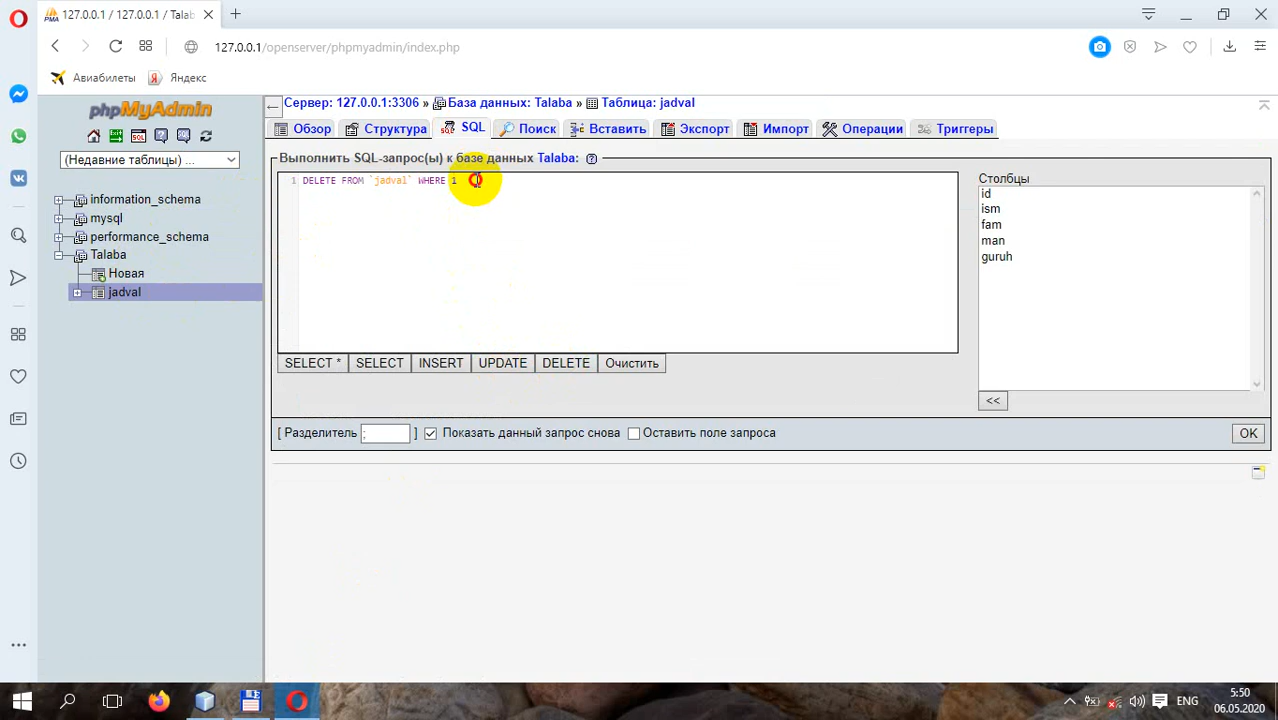 127.0.0.1 / 127.0.0.1 / Talab
127.0.0.1/openserver/phpmyadmin/index.php
Авиабилеты
Яндекс
phpMyAdmin
(Недавние таблицы) ...
information_schema
mysql
performance_schema
Talaba
Новая
jadval
Сервер: 127.0.0.1:3306 » База данных: Talaba » Таблица: jadval
Обзор
Структура
SQL
Поиск
Вставить
Экспорт
Импорт
Операции
Триггеры
Выполнить SQL-запрос(ы) к базе данных Talaba:
1 DELETE FROM `jadval` WHERE 1
Столбцы
id
ism
fam
man
guruh
<<
SELECT *
SELECT
INSERT
UPDATE
DELETE
Очистить
[ Разделитель ; ] Показать данный запрос снова Оставить поле запроса
OK
ENG
5:50
06.05.2020